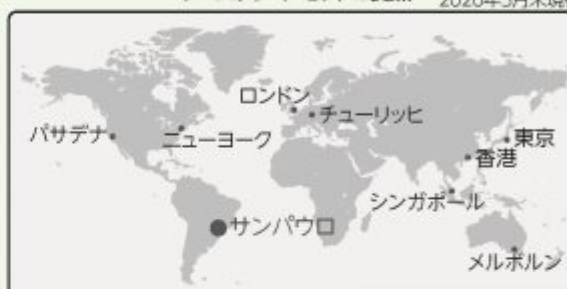 2020年3月末現在
ロンドン
チューリッヒ
パサデナ
ニューヨーク
東京
香港
シンガポール
サンパウロ
メルボルン